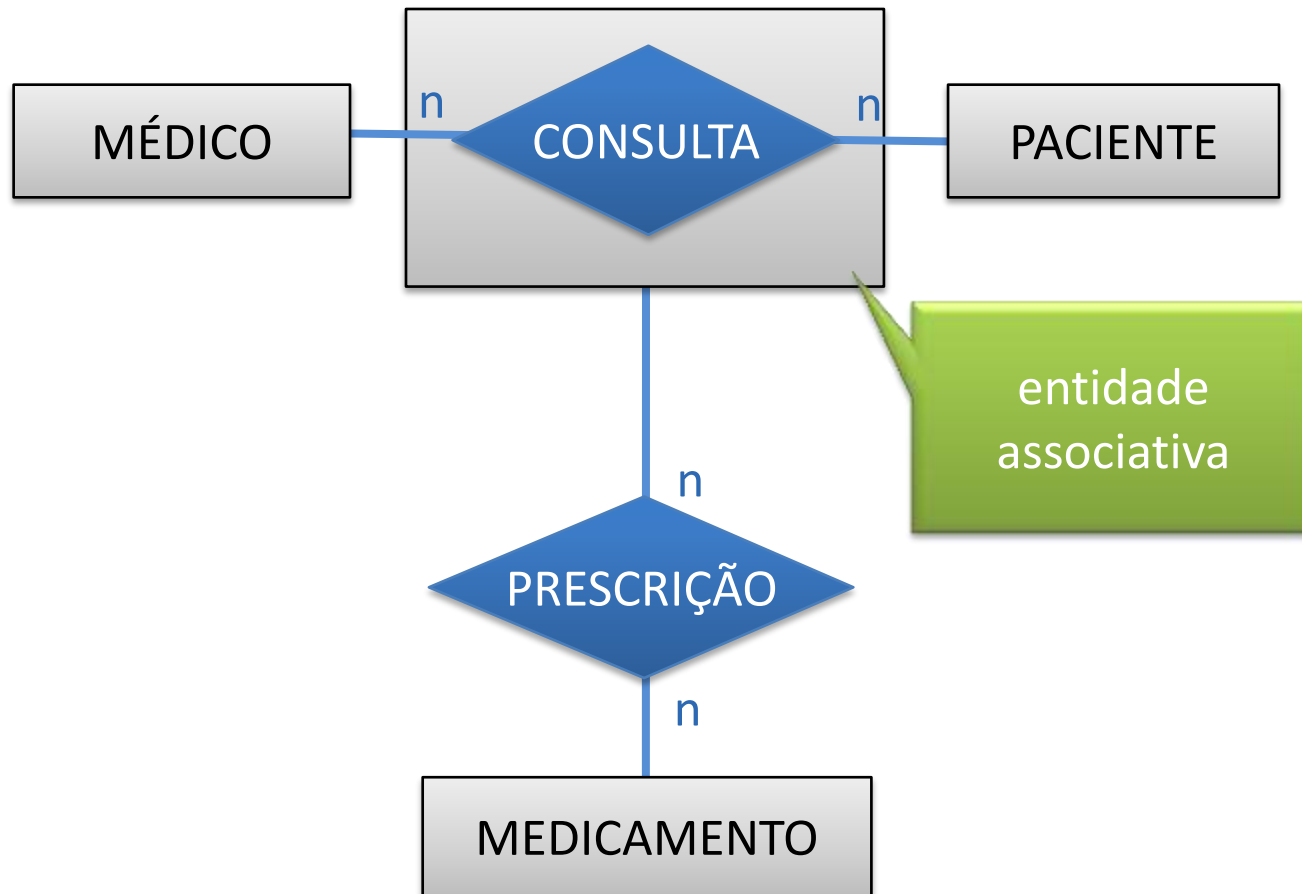 n
n
MÉDICO
CONSULTA
PACIENTE
entidade
associativa
n
PRESCRIÇÃO
n
MEDICAMENTO